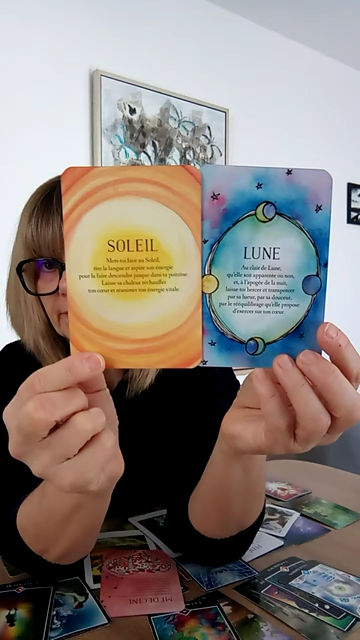 SOLEIL
Mets-toi face au Soleil,
tire la langue et aspire son énergie
pour la faire descendre jusque dans ta poitrine.
Laisse sa chaleur réchauffer
ton cœur et réanimer ton énergie vitale.
LUNE
Au clair de Lune,
qu'elle soit apparente ou non,
et, à l'apogée de la nuit,
laisse-toi bercer et transpercer
par sa lueur, par sa douceur,
par le rééquilibrage qu'elle propose
d'exercer sur ton cœur
MEDECINE